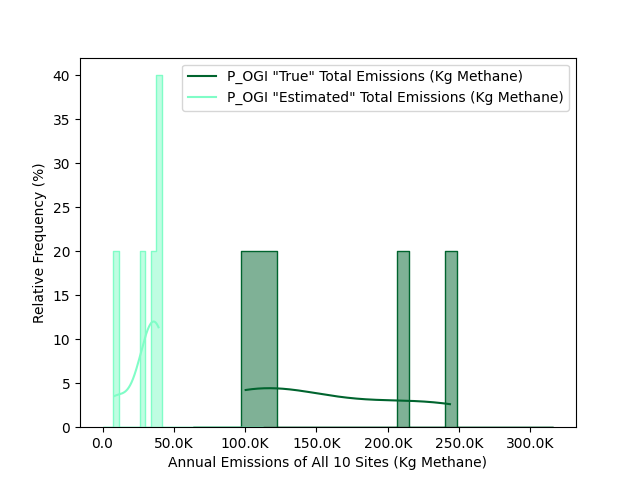 P_OGI "True" Total Emissions (Kg Methane)
P_OGI "Estimated" Total Emissions (Kg Methane)
40
35
30
25
20
15
10
5
0
Relative Frequency (%)
0.0 50.0K 100.0K 150.0K 200.0K 250.0K 300.0K
Annual Emissions of All 10 Sites (Kg Methane)